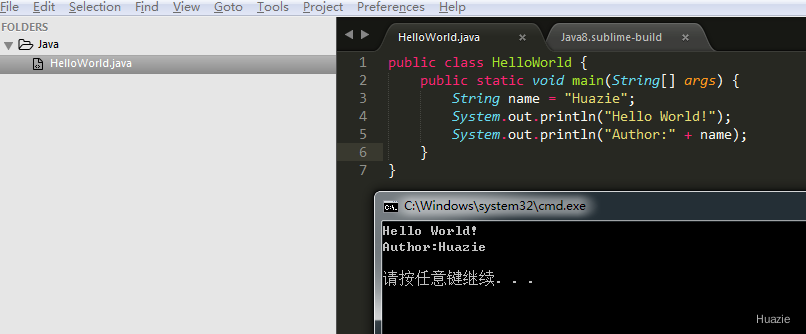 File Edit Selection Find View Goto Tools Project Preferences Help
FOLDERS
Java
HelloWorld.java
HelloWorld.java × Java8.sublime-build ×
1 public class HelloWorld {
2 public static void main(String[] args) {
3 String name = "Huazie";
4 System.out.println("Hello World!");
5 System.out.println("Author:" + name);
6 }
7 }
C:\Windows\system32\cmd.exe
Hello World!
Author:Huazie
请按任意键继续. . .
Huazie